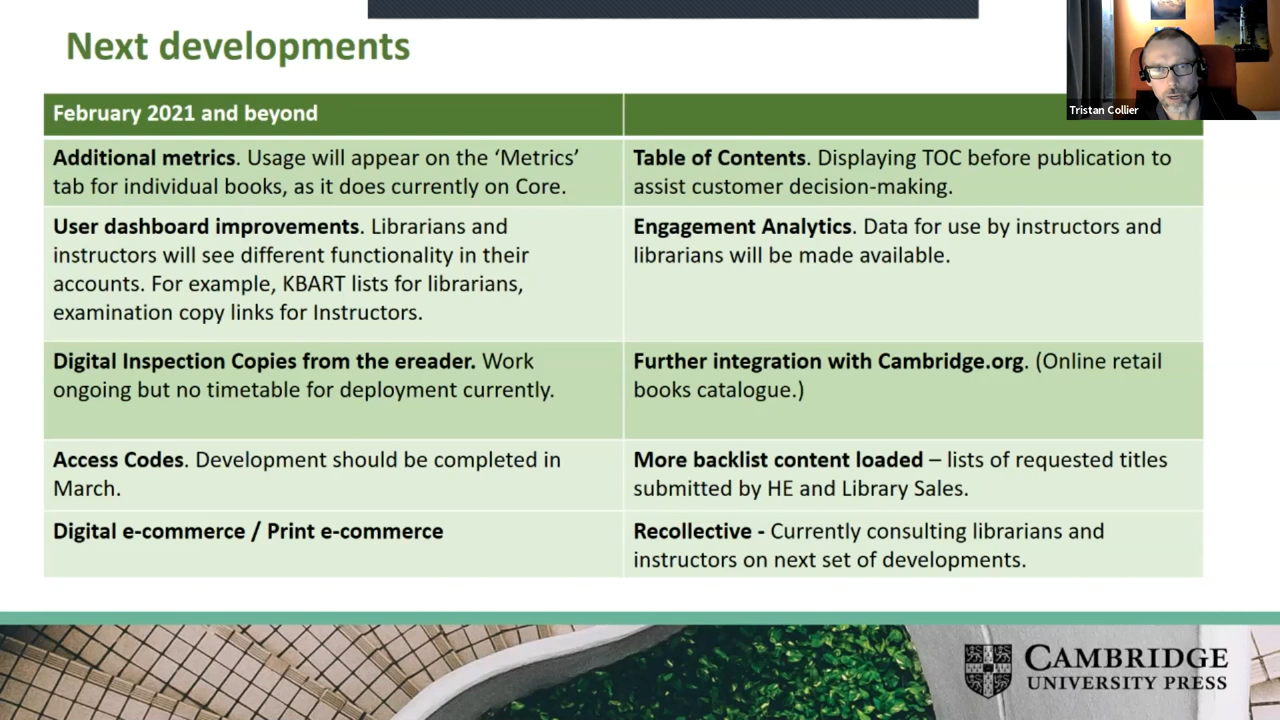 Next developments
Tristan Collier
February 2021 and beyond
Additional metrics. Usage will appear on the ‘Metrics’
tab for individual books, as it does currently on Core.
Table of Contents. Displaying TOC before publication to
assist customer decision-making.
User dashboard improvements. Librarians and
instructors will see different functionality in their
accounts. For example, KBART lists for librarians,
examination copy links for Instructors.
Engagement Analytics. Data for use by instructors and
librarians will be made available.
Digital Inspection Copies from the ereader. Work
ongoing but no timetable for deployment currently.
Further integration with Cambridge.org. (Online retail
books catalogue.)
Access Codes. Development should be completed in
March.
More backlist content loaded – lists of requested titles
submitted by HE and Library Sales.
Digital e-commerce / Print e-commerce
Recollective - Currently consulting librarians and
instructors on next set of developments.
CAMBRIDGE
UNIVERSITY PRESS